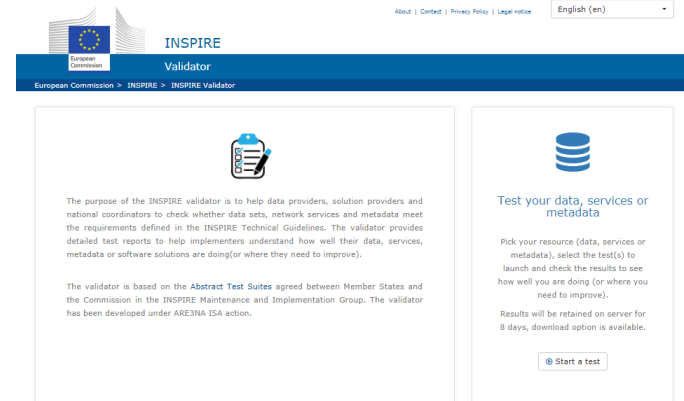 About | Contact | Privacy Policy | Legal notice
English (en)
European
Commission
INSPIRE
Validator
European Commission > INSPIRE > INSPIRE Validator
The purpose of the INSPIRE validator is to help data providers, solution providers and
national coordinators to check whether data sets, network services and metadata meet
the requirements defined in the INSPIRE Technical Guidelines. The validator provides
detailed test reports to help implementers understand how well their data, services,
metadata or software solutions are doing(or where they need to improve).
The validator is based on the Abstract Test Suites agreed between Member States and
the Commission in the INSPIRE Maintenance and Implementation Group. The validator
has been developed under ARE3NA ISA action.
Test your data, services or
metadata
Pick your resource (data, services or
metadata), select the test(s) to
launch and check the results to see
how well you are doing (or where you
need to improve).
Results will be retained on server for
8 days, download option is available.
Start a test